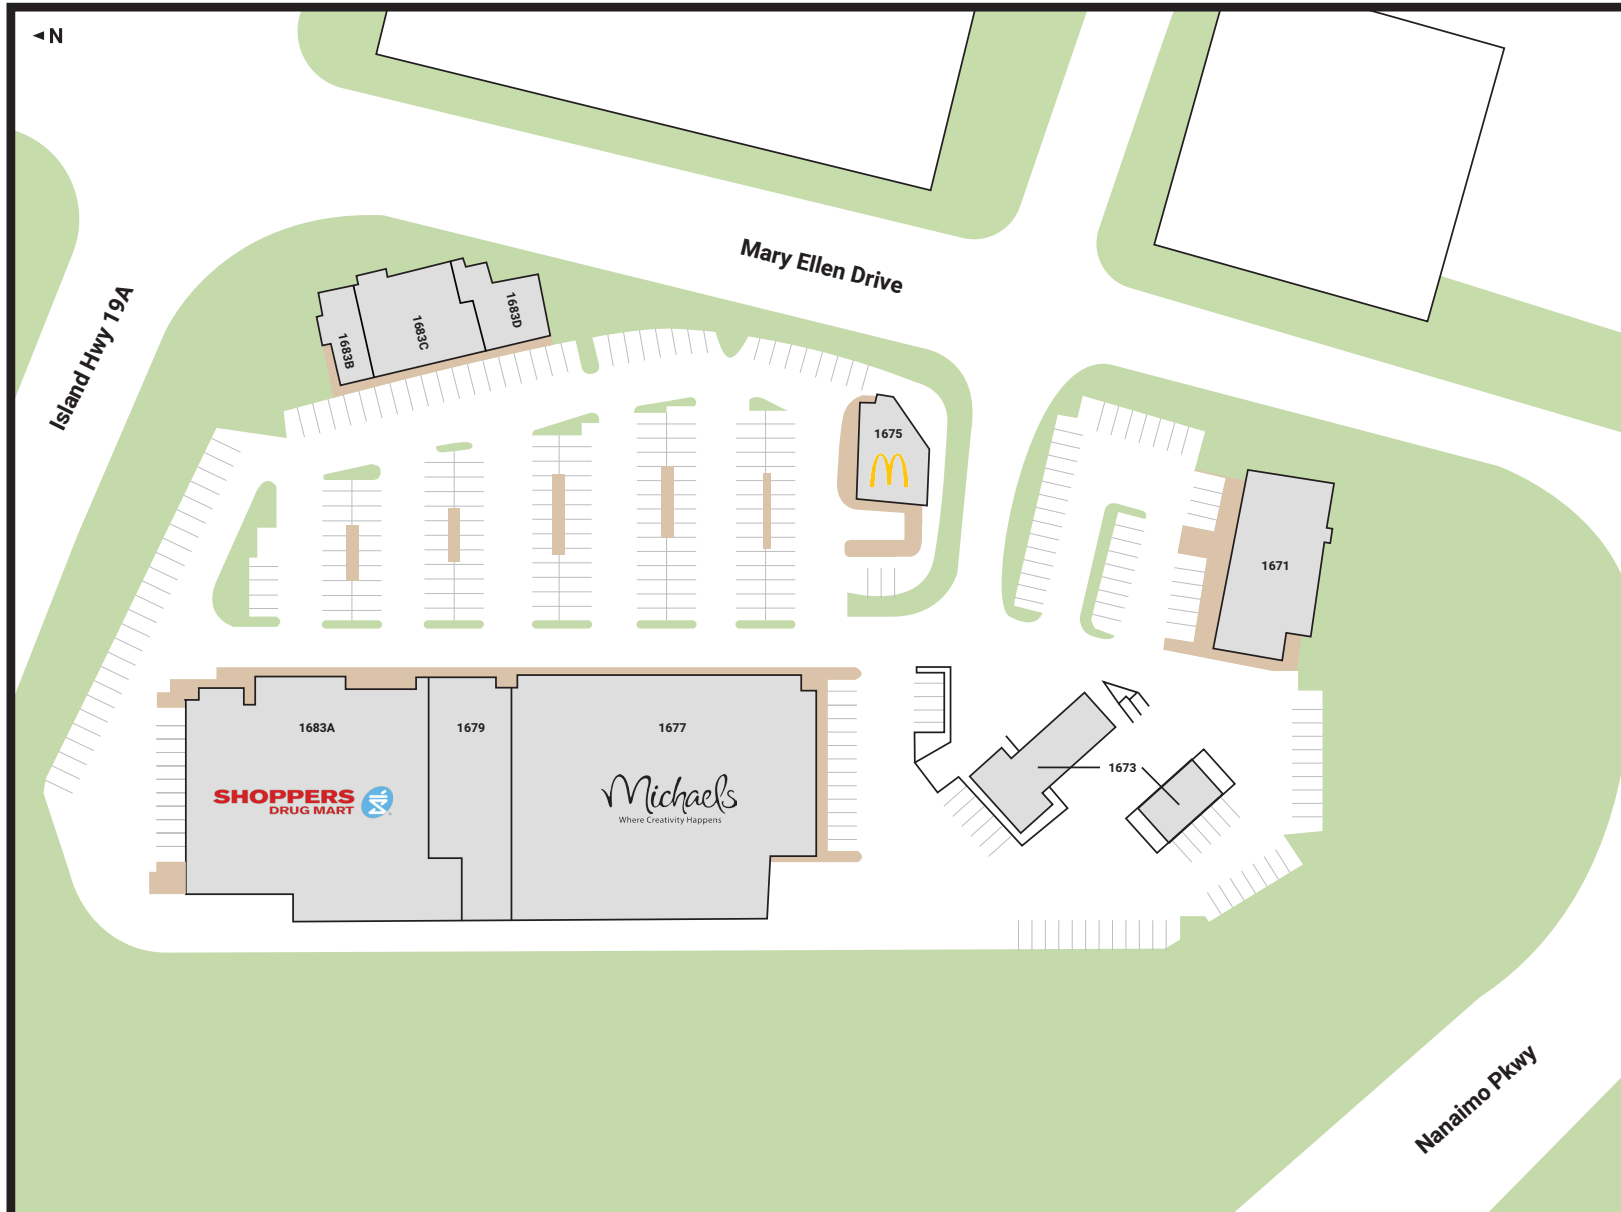 N
Mary Ellen Drive
Island Hwy 19A
1683B
1683C
1683D
1675
1671
1683A
1679
1677
SHOPPERS
DRUG MART
Michaels
Where Creativity Happens
1673
Nanaimo Pkwy